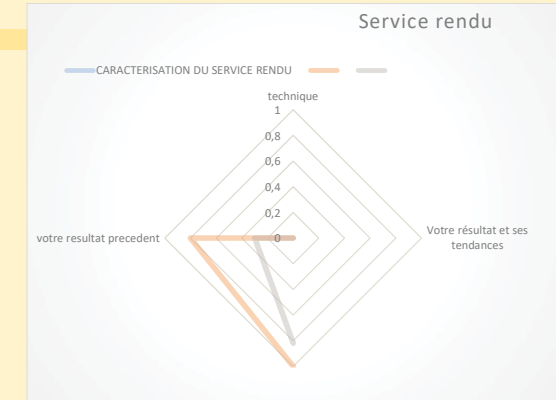 Service rendu
CARACTERISATION DU SERVICE RENDU
technique
1
0,8
0,6
0,4
0,2
0
votre resultat precedent
Votre résultat et ses
tendances